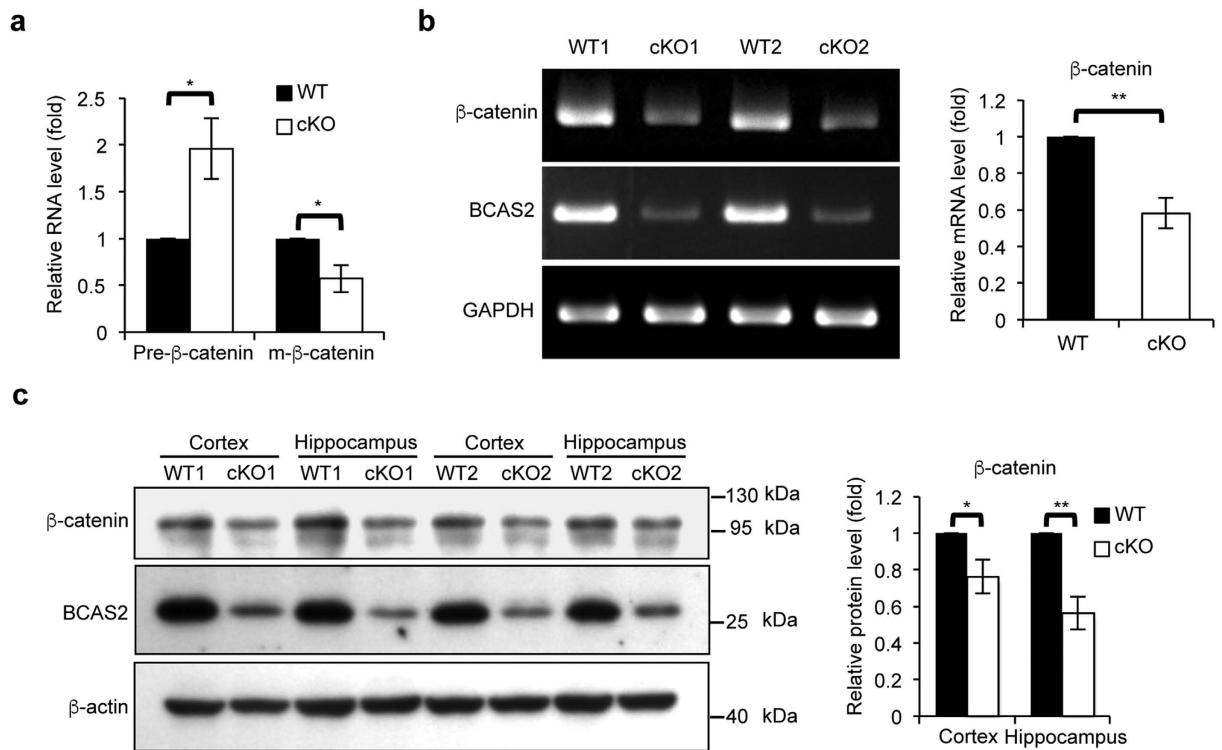 a
Relative RNA level (fold)
2.5
2
1.5
1
0.5
0
*
*
WT
cKO
Pre-β-catenin
m-β-catenin
b
WT1 cKO1 WT2 cKO2
β-catenin
BCAS2
GAPDH
β-catenin
Relative mRNA level (fold)
1.2
1
0.8
0.6
0.4
0.2
0
**
WT cKO
c
Cortex Hippocampus Cortex Hippocampus
WT1 cKO1 WT1 cKO1 WT2 cKO2 WT2 cKO2
β-catenin
130 kDa
95 kDa
BCAS2
25 kDa
β-actin
40 kDa
β-catenin
Relative protein level (fold)
1.2
1
0.8
0.6
0.4
0.2
0
*
**
WT
cKO
Cortex Hippocampus